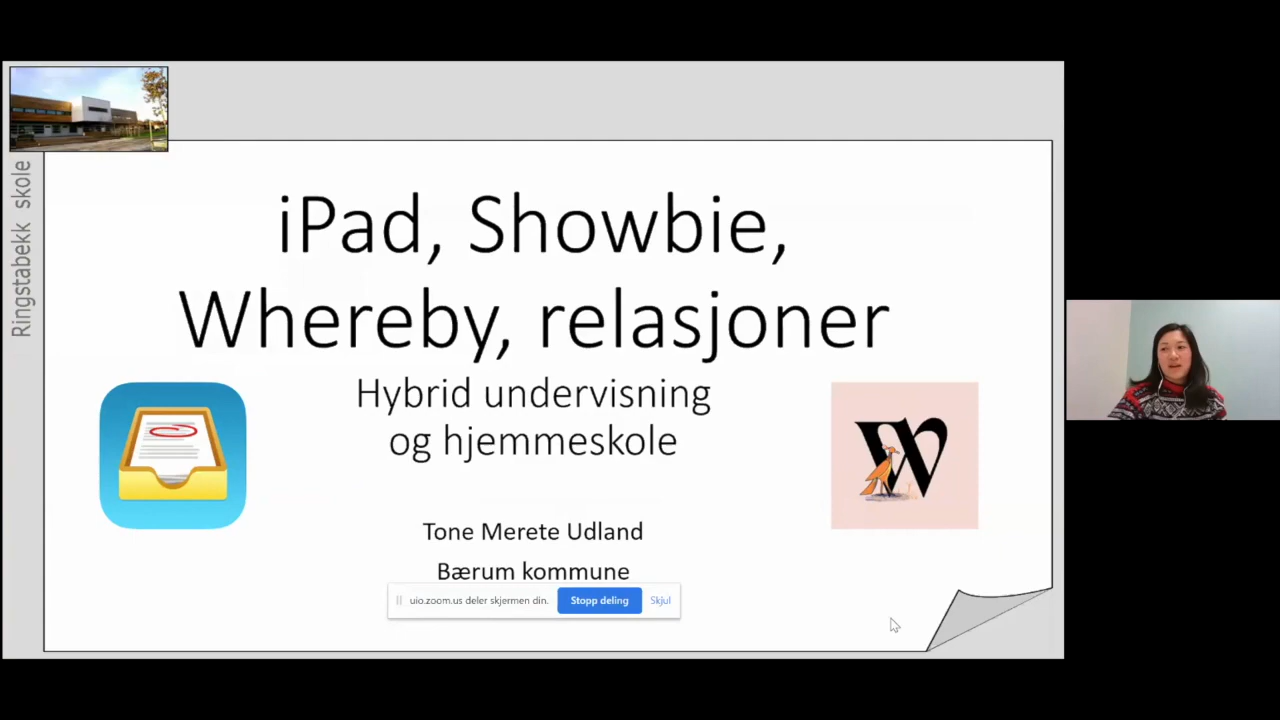 Ringstabekk skole
iPad, Showbie,
Whereby, relasjoner
Hybrid undervisning
og hjemmeskole
W
Tone Merete Udland
Bærum kommune
uio.zoom.us deler skjermen din.
Stopp deling
Skjul